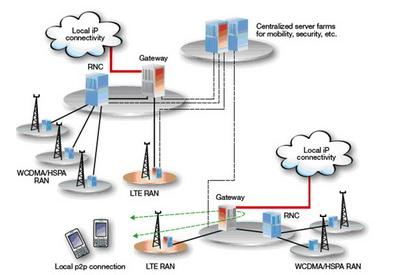 Local iP
connectivity
Centralized server farms
for mobility, security, etc.
Gateway
RNC
WCDMA/HSPA
RAN
LTE RAN
Local iP
connectivity
Gateway
RNC
Local p2p connection
LTE RAN
WCDMA/HSPA RAN